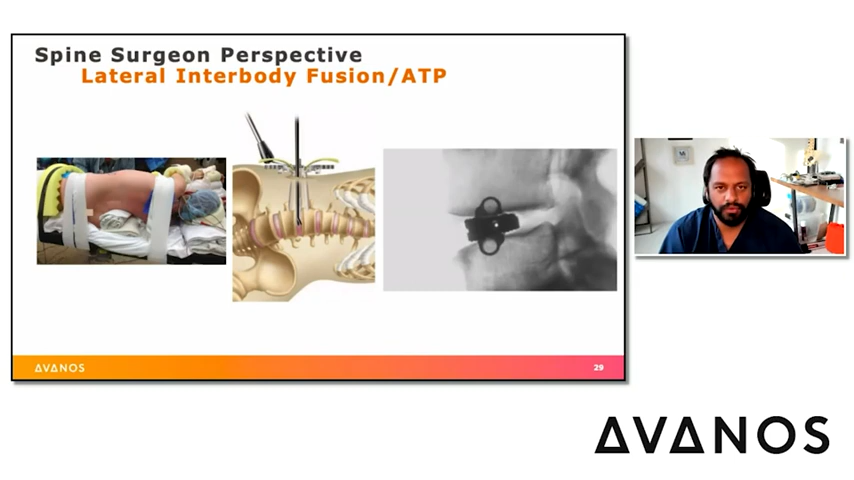 Spine Surgeon Perspective
Lateral Interbody Fusion/ATP
AVANOS
29
AVANOS